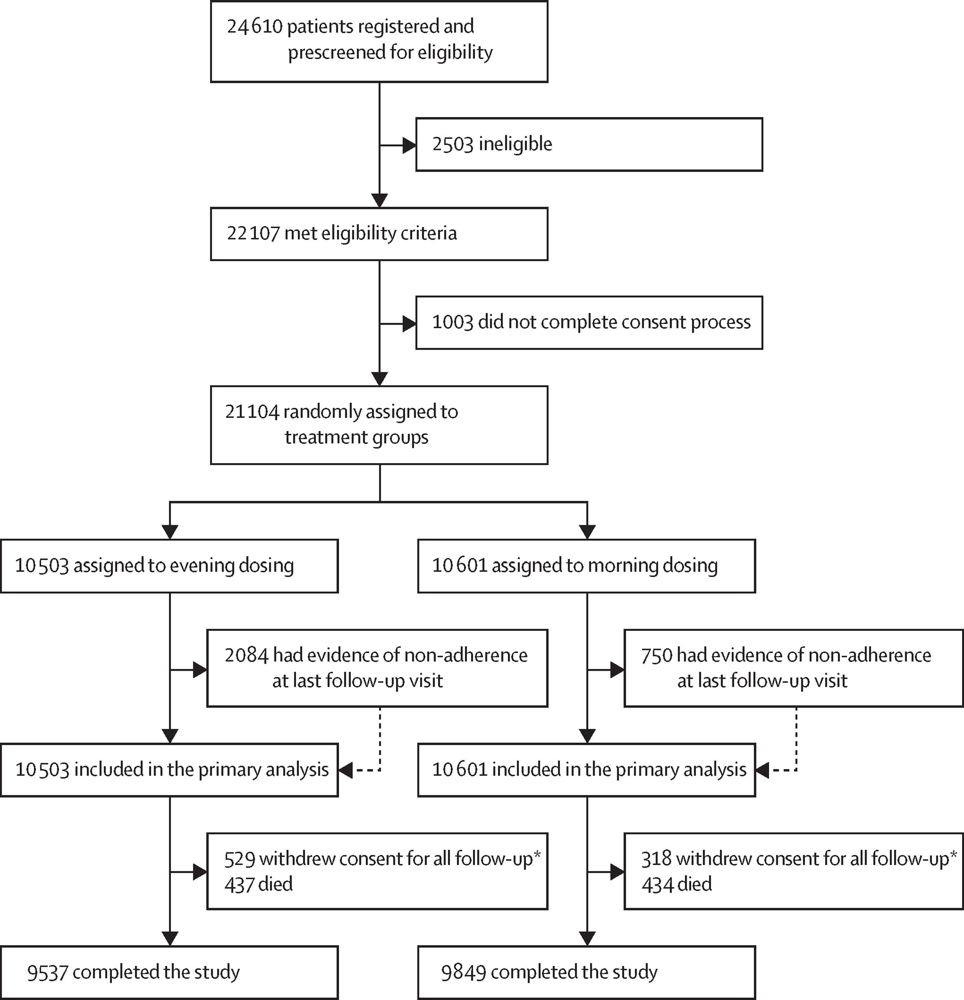 24 610 patients registered and
prescreened for eligibility
2503 ineligible
22 107 met eligibility criteria
1003 did not complete consent process
21 104 randomly assigned to
treatment groups
10 503 assigned to evening dosing
10 601 assigned to morning dosing
2084 had evidence of non-adherence
at last follow-up visit
750 had evidence of non-adherence
at last follow-up visit
10 503 included in the primary analysis
10 601 included in the primary analysis
529 withdrew consent for all follow-up*
437 died
318 withdrew consent for all follow-up*
434 died
9537 completed the study
9849 completed the study